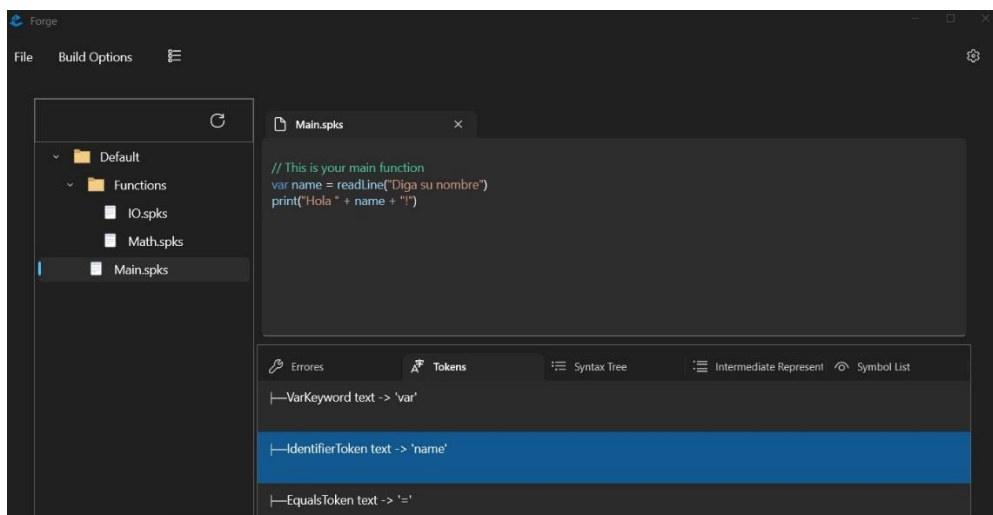 Forge
File Build Options
Main.spks
Default
Functions
IO.spks
Math.spks
Main.spks
// This is your main function
var name = readLine("Diga su nombre")
print("Hola " + name + "!")
Errores Tokens Syntax Tree Intermediate Represent Symbol List
├──VarKeyword text -> 'var'
├──IdentifierToken text -> 'name'
├──EqualsToken text -> '='